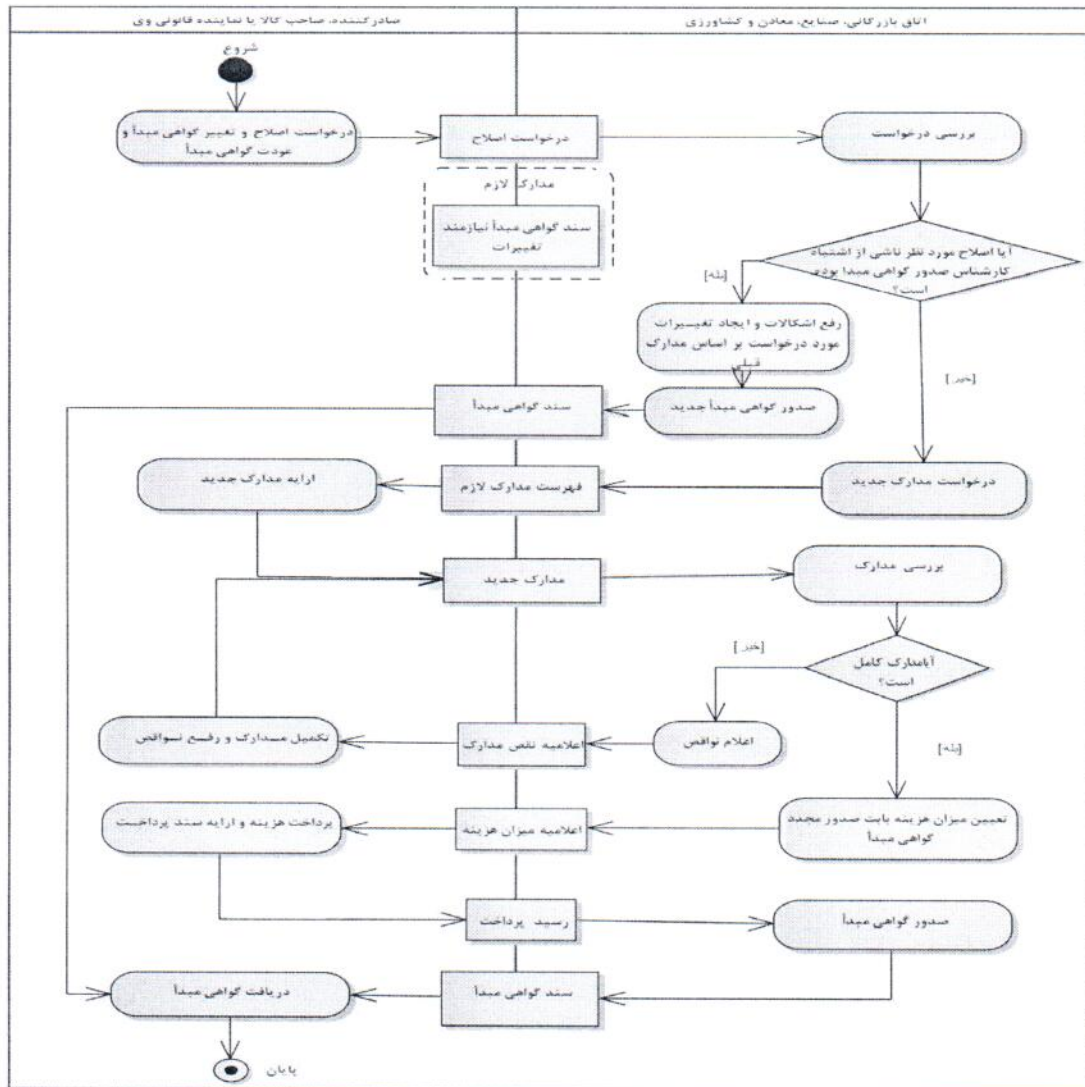 اتاق بازرگانی، صنایع، معادن و کشاورزی
صادرکننده، صاحب کالا یا نماینده قانونی وی
شروع
درخواست اصلاح و تغییر گواهی مبدأ و
عودت گواهی مبدأ
درخواست اصلاح
بررسی درخواست
مدارک لازم
سند گواهی مبدأ نیازمند
تغییرات
آیا اصلاح مورد نظر ناشی از اشتباه
کارشناس صدور گواهی مبدا بوده
است؟
[بله]
رفع اشکالات و ایجاد تغییرات
مورد درخواست بر اساس مدارک
قبلی
[خیر]
صدور گواهی مبدأ جدید
سند گواهی مبدأ
درخواست مدارک جدید
فهرست مدارک لازم
ارایه مدارک جدید
مدارک جدید
بررسی مدارک
آیامدارک کامل
است؟
[خیر]
اعلام نواقص
اعلامیه نقص مدارک
تکمیل مدارک و رفع نواقص
[بله]
تعیین میزان هزینه بابت صدور مجدد
گواهی مبدأ
اعلامیه میزان هزینه
پرداخت هزینه و ارایه سند پرداخت
رسید پرداخت
صدور گواهی مبدأ
سند گواهی مبدأ
دریافت گواهی مبدأ
پایان